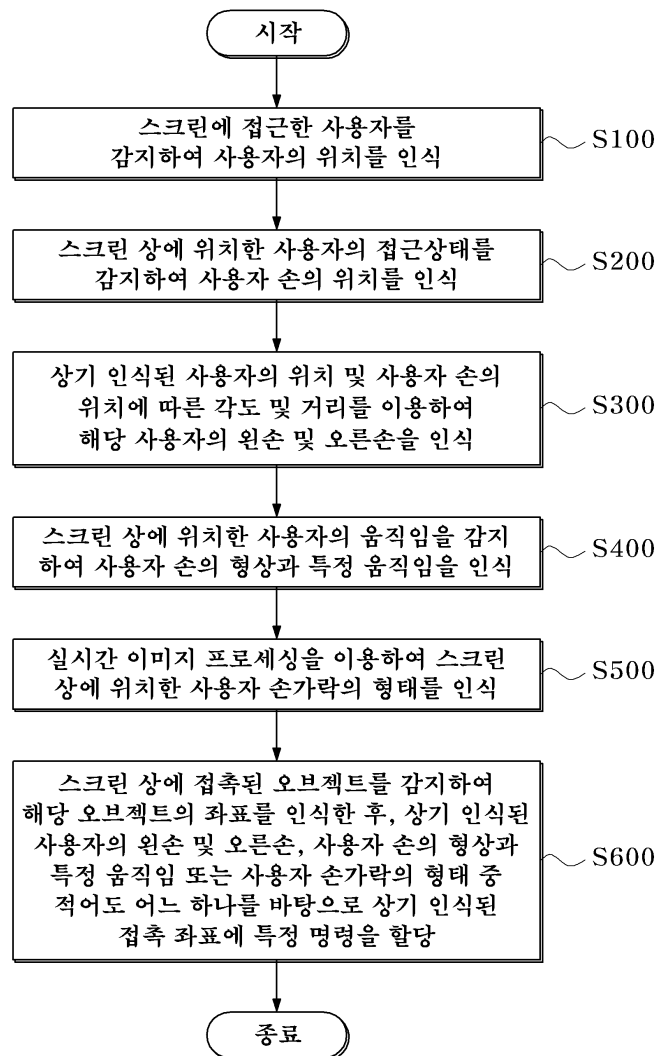 시작
스크린에 접근한 사용자를
감지하여 사용자의 위치를 인식
S100
스크린 상에 위치한 사용자의 접근상태를
감지하여 사용자 손의 위치를 인식
S200
상기 인식된 사용자의 위치 및 사용자 손의
위치에 따른 각도 및 거리를 이용하여
해당 사용자의 왼손 및 오른손을 인식
S300
스크린 상에 위치한 사용자의 움직임을 감지
하여 사용자 손의 형상과 특정 움직임을 인식
S400
실시간 이미지 프로세싱을 이용하여 스크린
상에 위치한 사용자 손가락의 형태를 인식
S500
스크린 상에 접촉된 오브젝트를 감지하여
해당 오브젝트의 좌표를 인식한 후, 상기 인식된
사용자의 왼손 및 오른손, 사용자 손의 형상과
특정 움직임 또는 사용자 손가락의 형태 중
적어도 어느 하나를 바탕으로 상기 인식된
접촉 좌표에 특정 명령을 할당
S600
종료